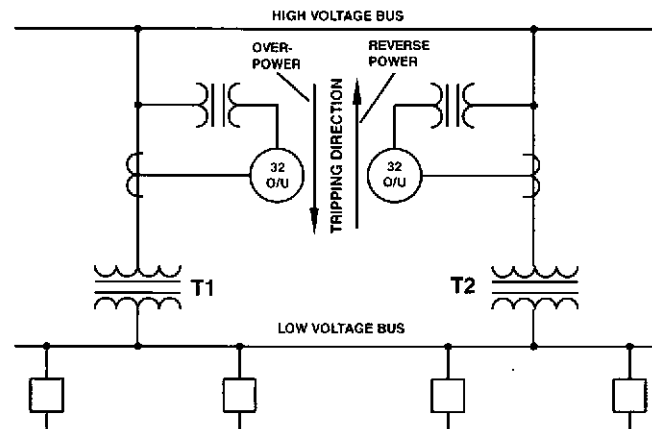 HIGH VOLTAGE BUS
OVER-
POWER
REVERSE
POWER
TRIPPING DIRECTION
32
O/U
32
O/U
T1
T2
LOW VOLTAGE BUS